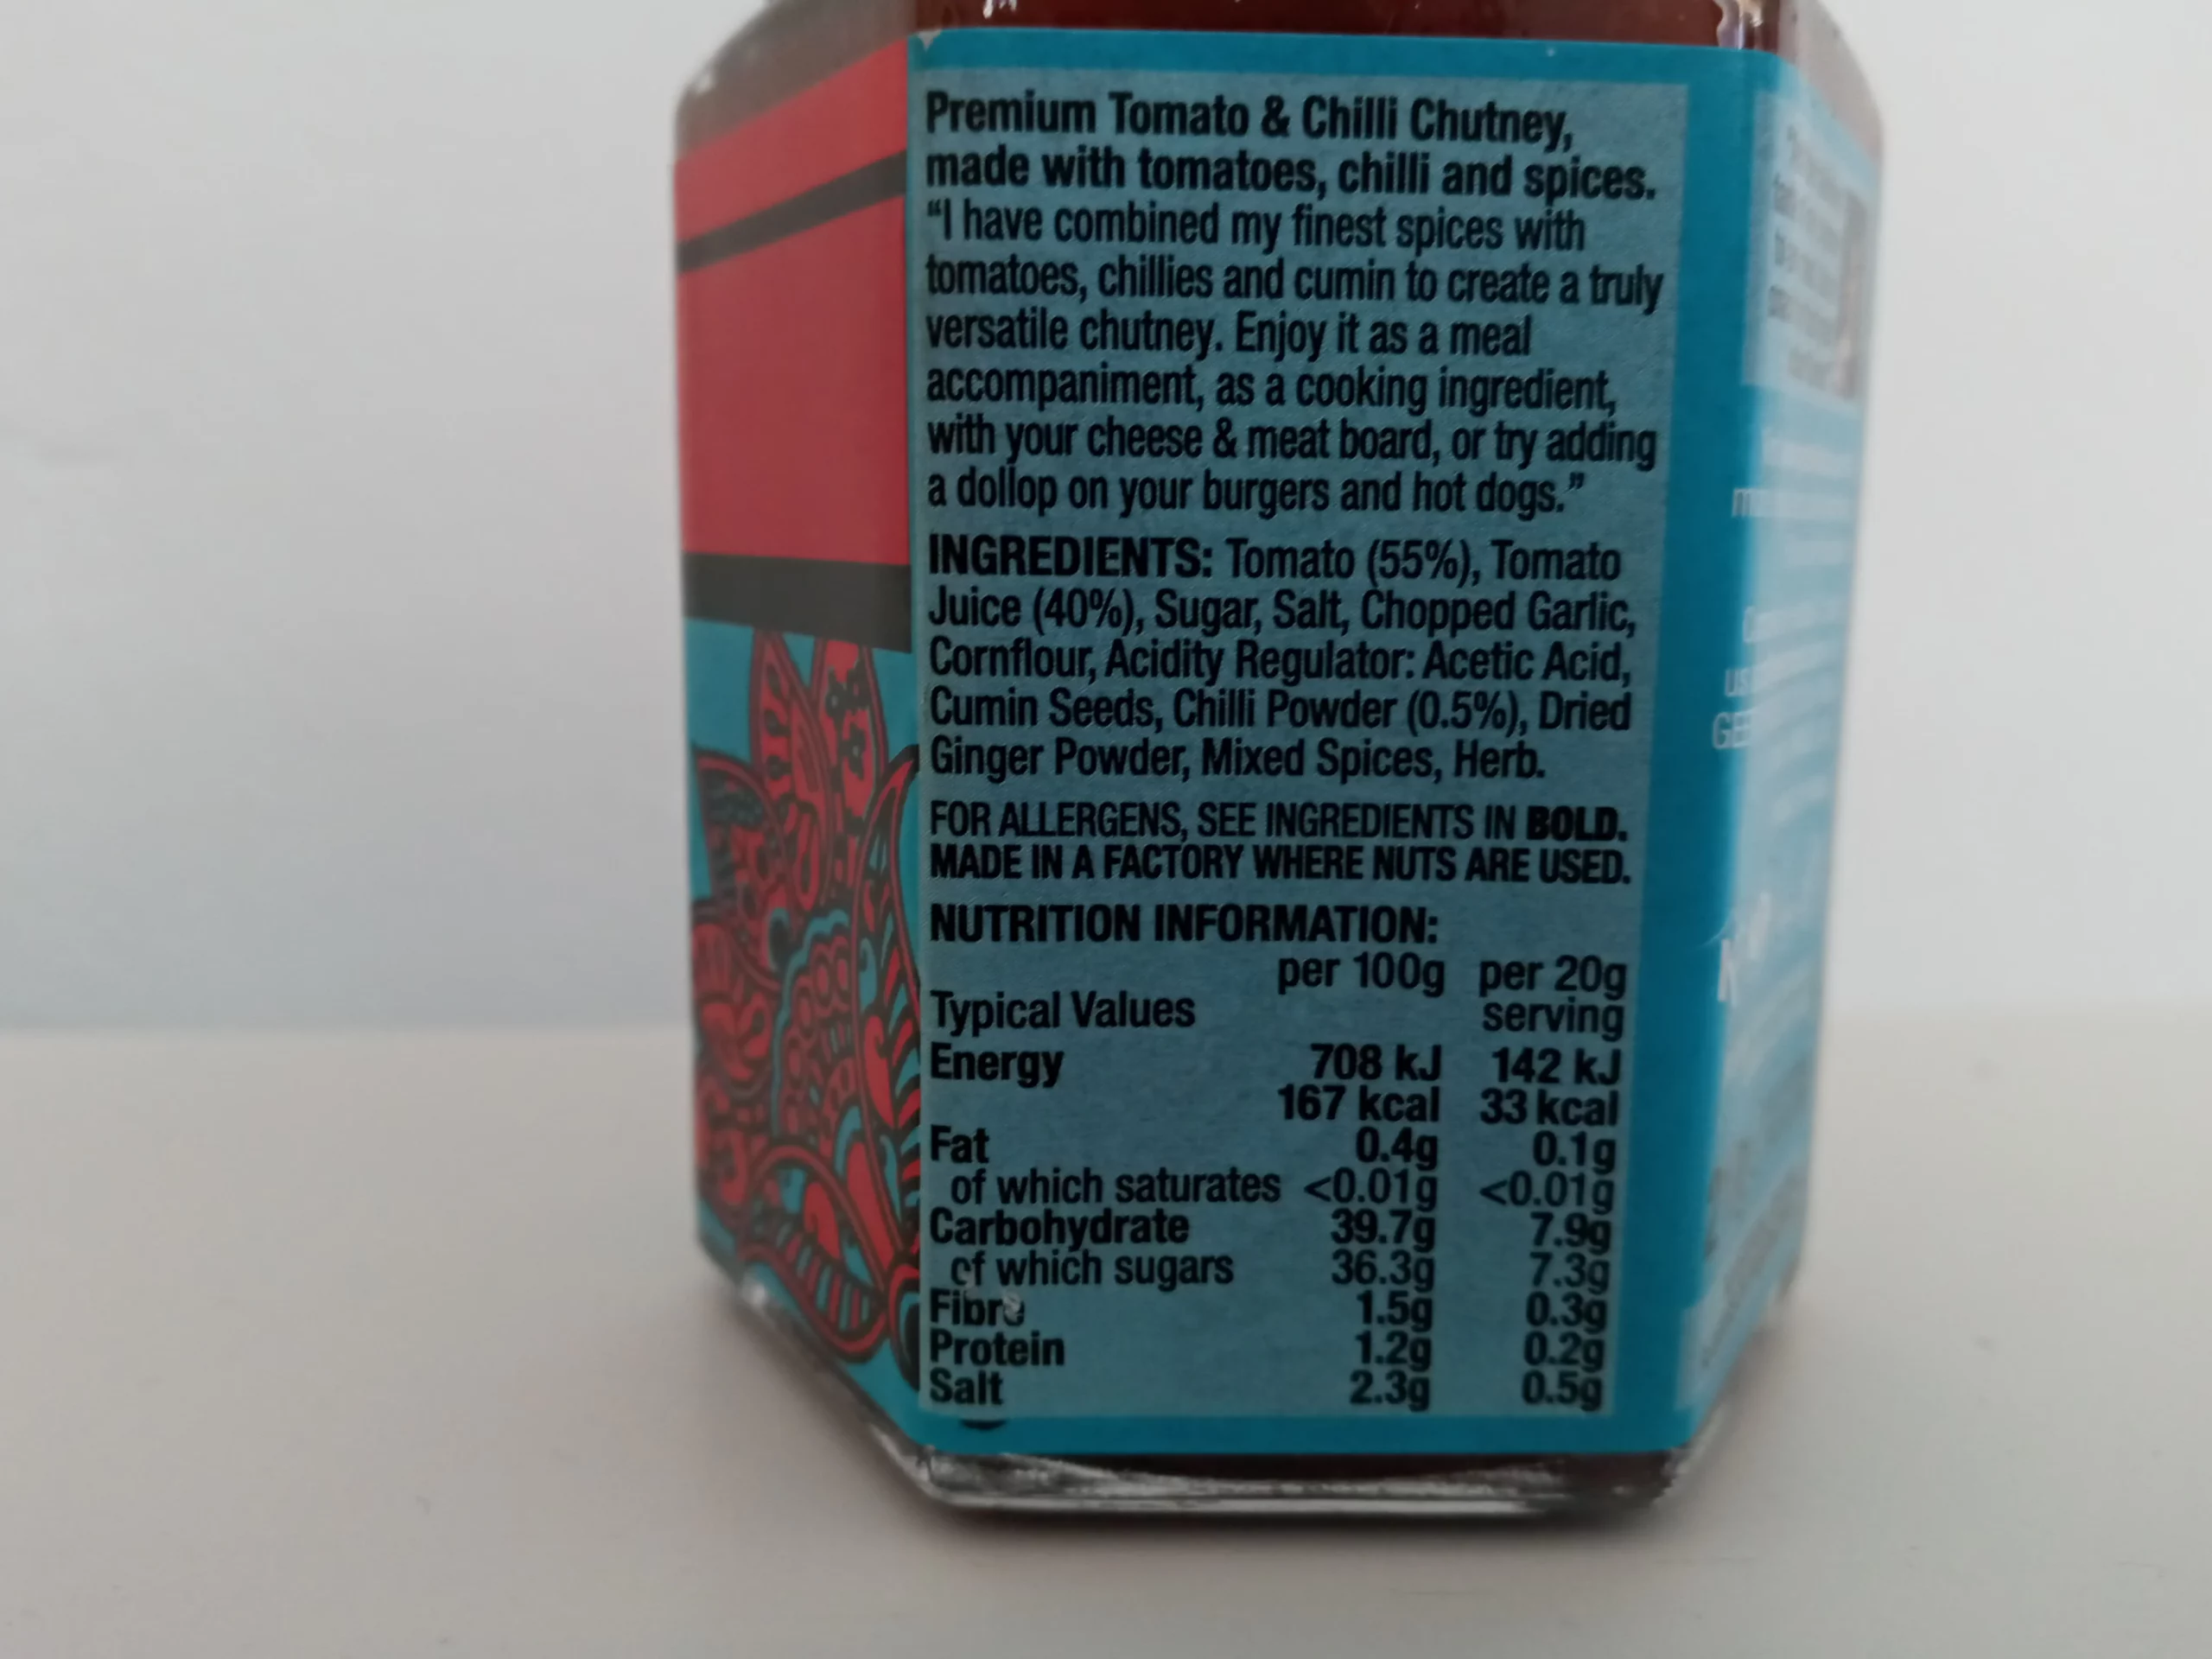 Premium Tomato & Chilli Chutney,
made with tomatoes, chilli and spices.
“I have combined my finest spices with
tomatoes, chillies and cumin to create a truly
versatile chutney. Enjoy it as a meal
accompaniment, as a cooking ingredient,
with your cheese & meat board, or try adding
a dollop on your burgers and hot dogs.”
INGREDIENTS: Tomato (55%), Tomato
Juice (40%), Sugar, Salt, Chopped Garlic,
Cornflour, Acidity Regulator: Acetic Acid,
Cumin Seeds, Chilli Powder (0.5%), Dried
Ginger Powder, Mixed Spices, Herb.
FOR ALLERGENS, SEE INGREDIENTS IN BOLD.
MADE IN A FACTORY WHERE NUTS ARE USED.
NUTRITION INFORMATION:
per 100g per 20g
Typical Values serving
Energy 708 kJ 142 kJ
167 kcal 33 kcal
Fat 0.4g 0.1g
of which saturates <0.01g <0.01g
Carbohydrate 39.7g 7.9g
of which sugars 36.3g 7.3g
Fibre 1.5g 0.3g
Protein 1.2g 0.2g
Salt 2.3g 0.5g